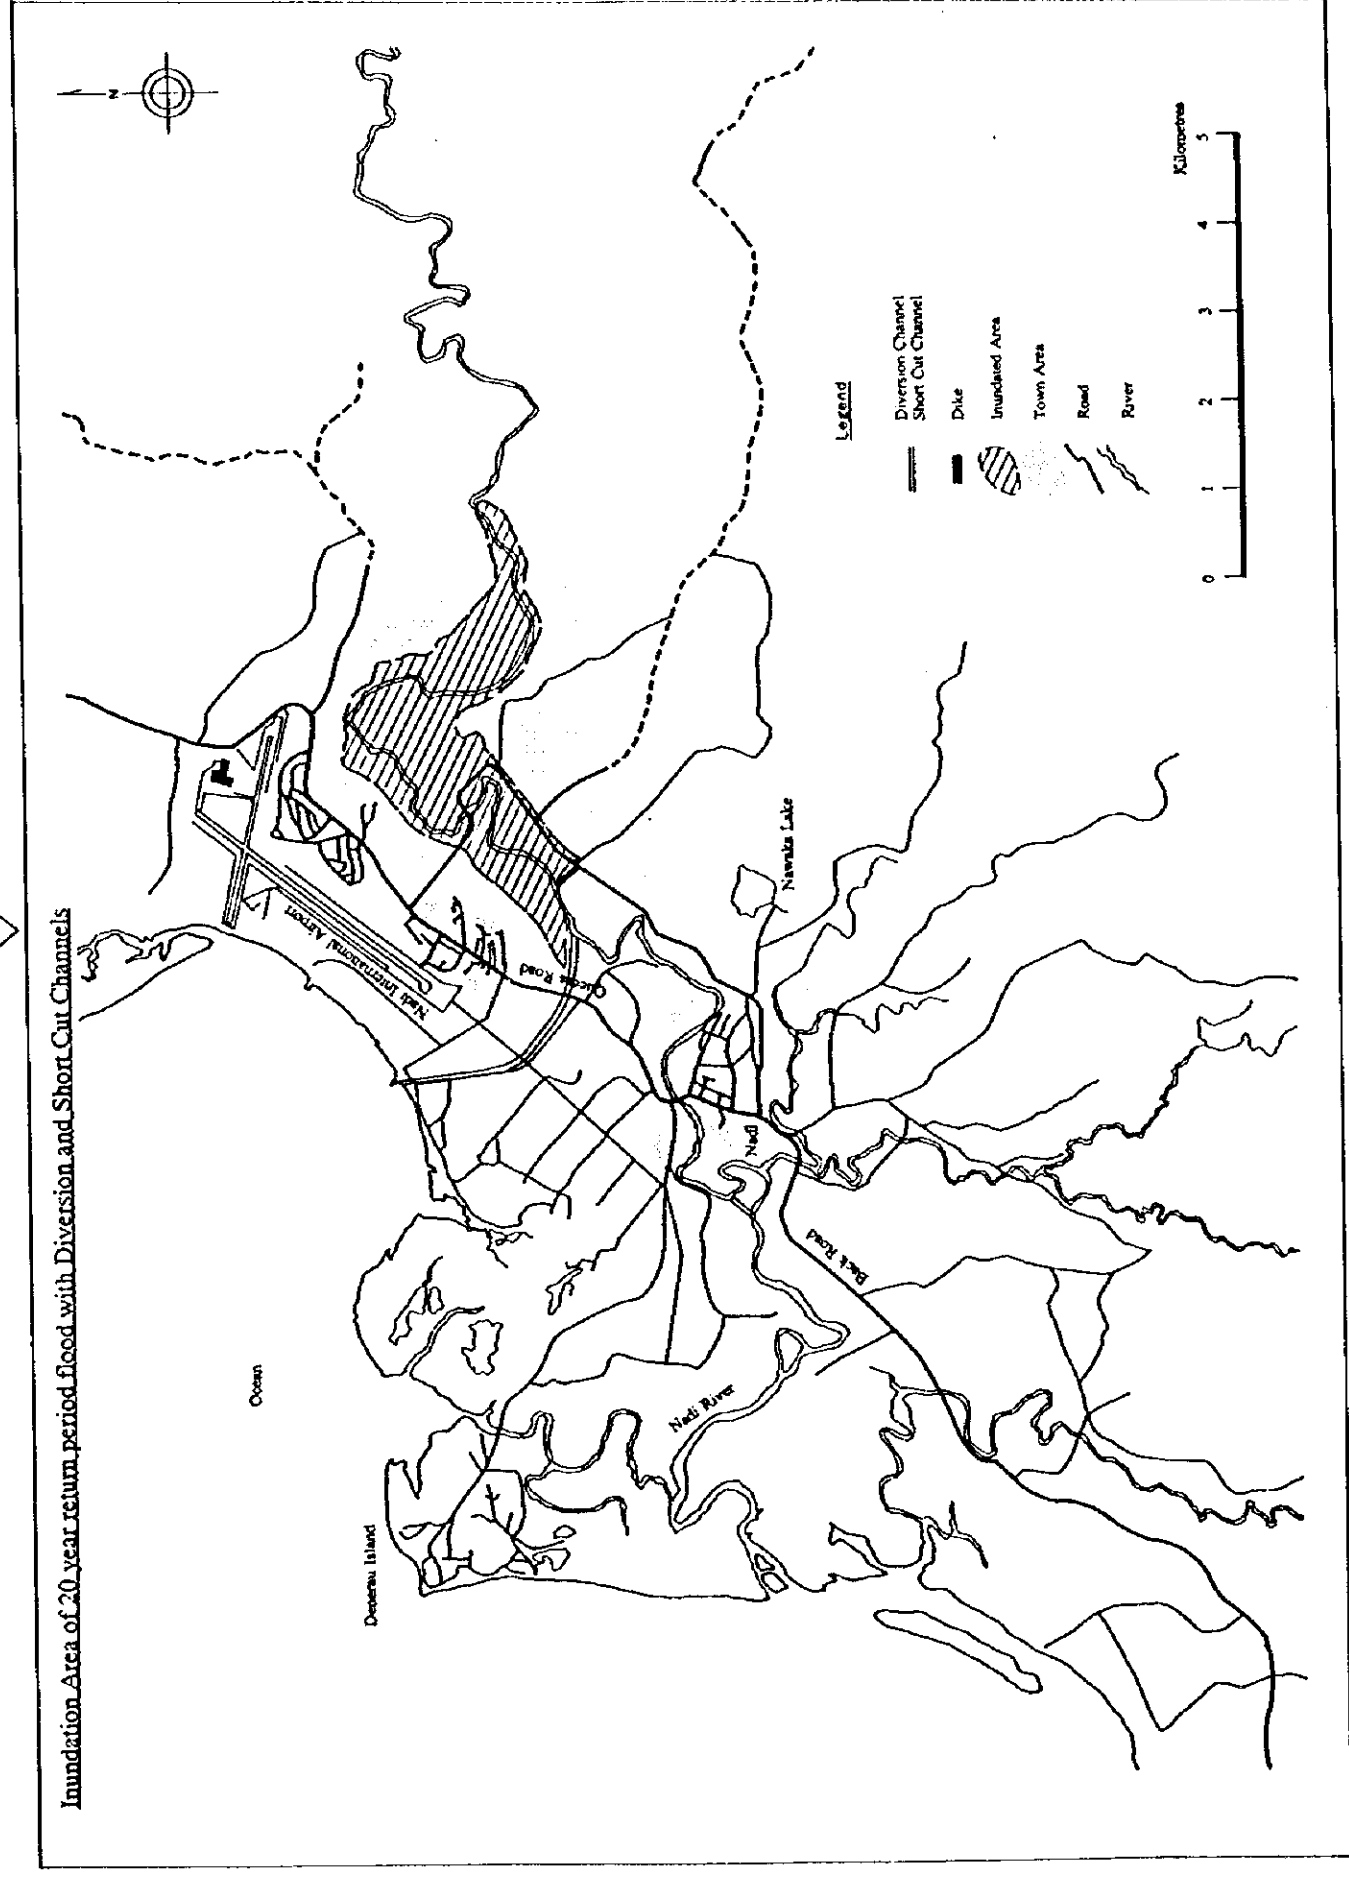 Inundation Area of 20 year return period flood with Diversion and Short Cut Channels
N
Ocean
Denerau Island
Nadi International Airport
Queens Road
Nadi River
Nadi
Back Road
Nawaka Lake
Legend
Diversion Channel
Short Cut Channel
Dike
Inundated Area
Town Area
Road
River
Kilometres
0 1 2 3 4 5